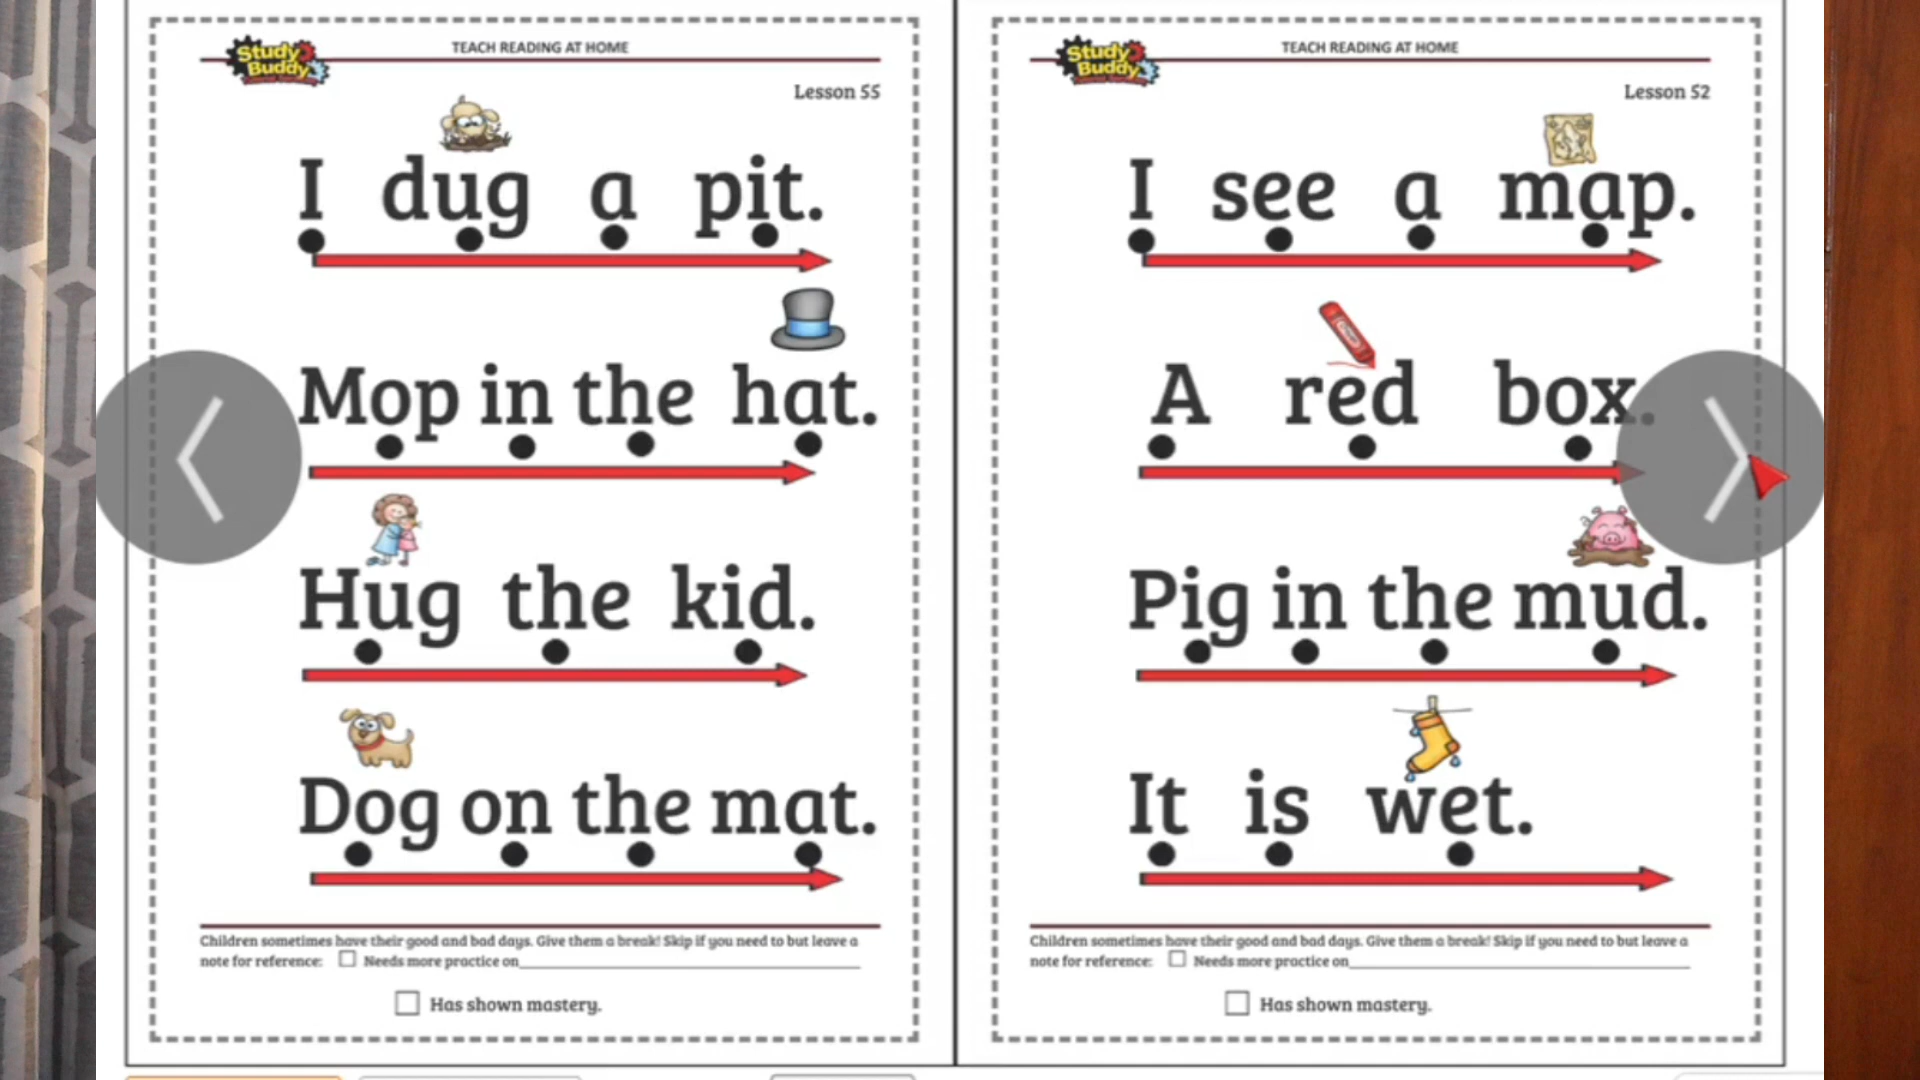 Study Buddy
TEACH READING AT HOME
Lesson 55
I dug a pit.
Mop in the hat.
Hug the kid.
Dog on the mat.
Children sometimes have their good and bad days. Give them a break! Skip if you need to but leave a
note for reference: Needs more practice on
Has shown mastery.
Study Buddy
TEACH READING AT HOME
Lesson 52
I see a map.
A red box.
Pig in the mud.
It is wet.
Children sometimes have their good and bad days. Give them a break! Skip if you need to but leave a
note for reference: Needs more practice on
Has shown mastery.